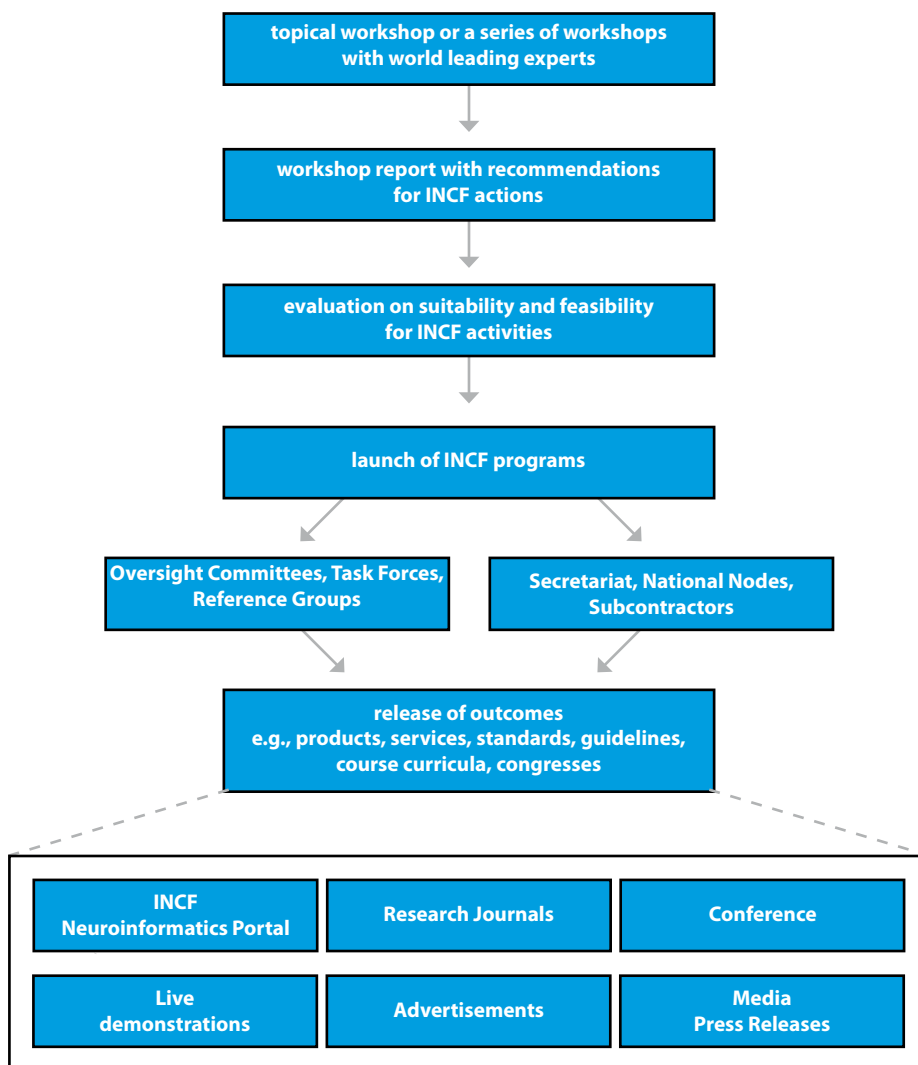 topical workshop or a series of workshops
with world leading experts
workshop report with recommendations
for INCF actions
evaluation on suitability and feasibility
for INCF activities
launch of INCF programs
Oversight Committees, Task Forces,
Reference Groups
Secretariat, National Nodes,
Subcontractors
release of outcomes
e.g., products, services, standards, guidelines,
course curricula, congresses
INCF
Neuroinformatics Portal
Research Journals
Conference
Live
demonstrations
Advertisements
Media
Press Releases